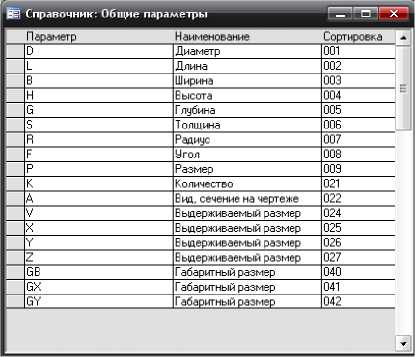 Справочник: Общие параметры
Параметр Наименование Сортировка
D Диаметр 001
L Длина 002
B Ширина 003
H Высота 004
G Глубина 005
S Толщина 006
R Радиус 007
F Угол 008
P Размер 009
K Количество 021
A Вид, сечение на чертеже 022
V Выдерживаемый размер 024
X Выдерживаемый размер 025
Y Выдерживаемый размер 026
Z Выдерживаемый размер 027
GB Габаритный размер 040
GX Габаритный размер 041
GY Габаритный размер 042